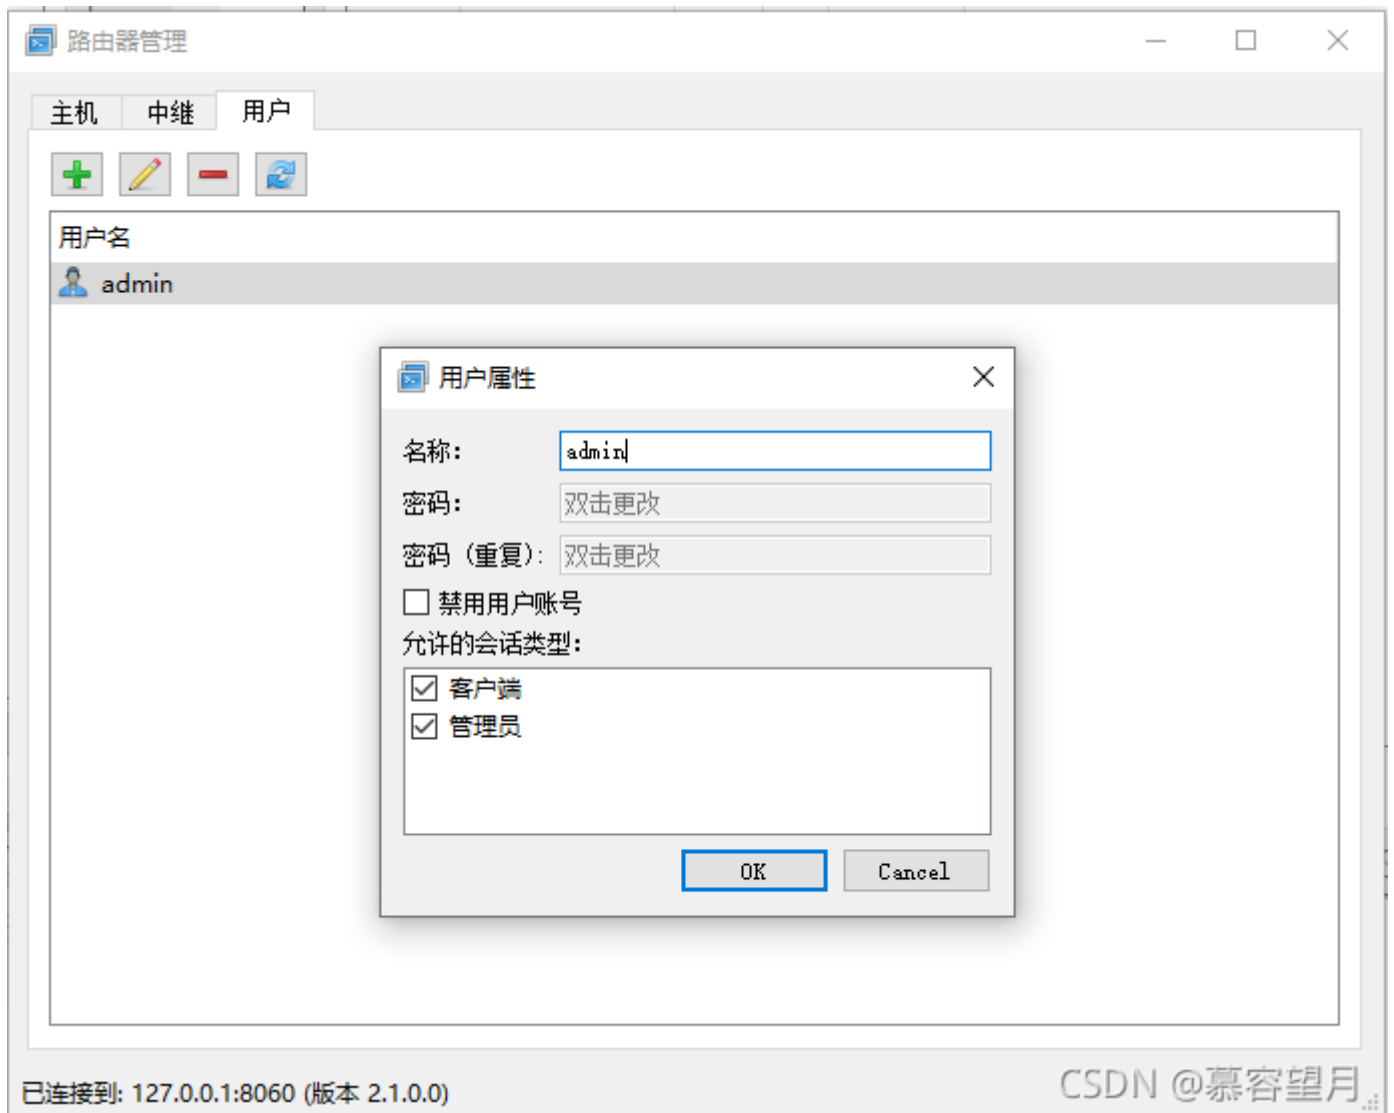 路由器管理
主机 中继 用户
用户名
admin
用户属性
名称: admin
密码: 双击更改
密码 (重复): 双击更改
禁用用户账号
允许的会话类型:
客户端
管理员
OK Cancel
已连接到: 127.0.0.1:8060 (版本 2.1.0.0)
CSDN @慕容望月